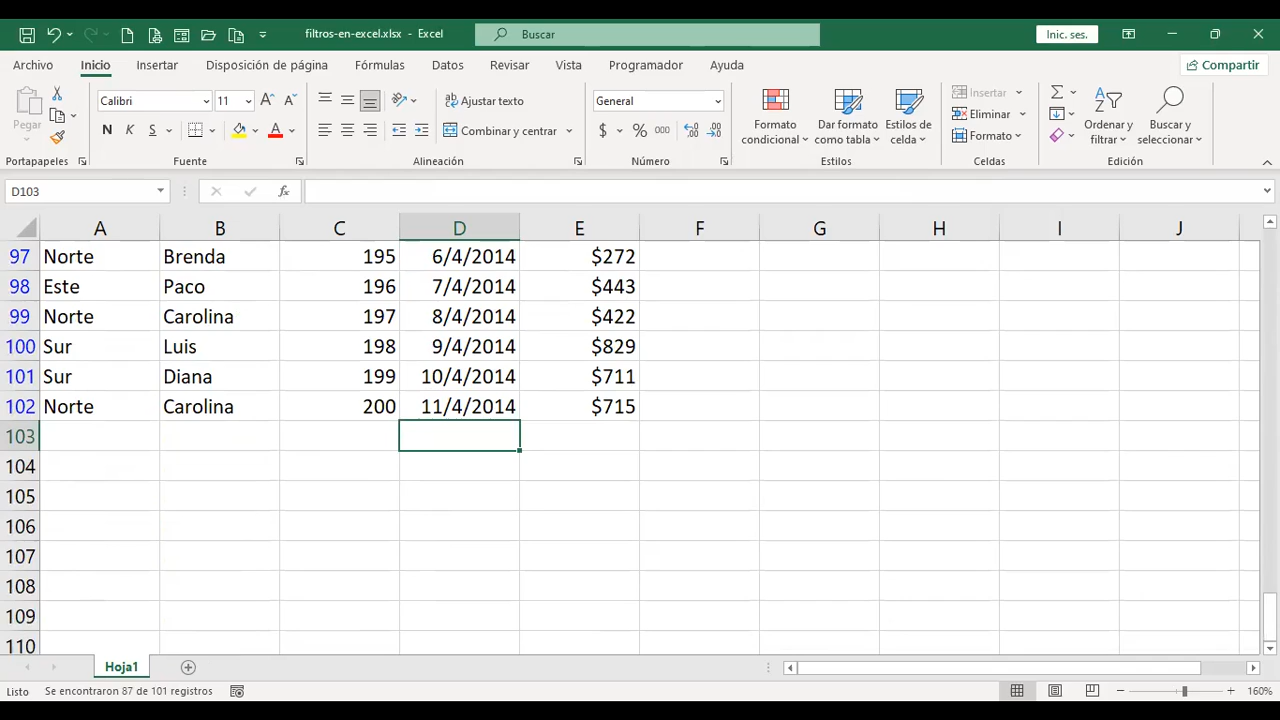 filtros-en-excel.xlsx - Excel
Buscar
Inic. ses.
Archivo Inicio Insertar Disposición de página Fórmulas Datos Revisar Vista Programador Ayuda Compartir
Pegar
Portapapeles
Calibri 11
N K S
Fuente
Ajustar texto
Combinar y centrar
Alineación
General
$ % 000
Número
Formato condicional
Dar formato como tabla
Estilos de celda
Estilos
Insertar
Eliminar
Formato
Celdas
Ordenar y filtrar
Buscar y seleccionar
Edición
D103
fx
A B C D E F G H I J
97 Norte Brenda 195 6/4/2014 $272
98 Este Paco 196 7/4/2014 $443
99 Norte Carolina 197 8/4/2014 $422
100 Sur Luis 198 9/4/2014 $829
101 Sur Diana 199 10/4/2014 $711
102 Norte Carolina 200 11/4/2014 $715
103
104
105
106
107
108
109
110
Hoja1
Listo Se encontraron 87 de 101 registros 160%